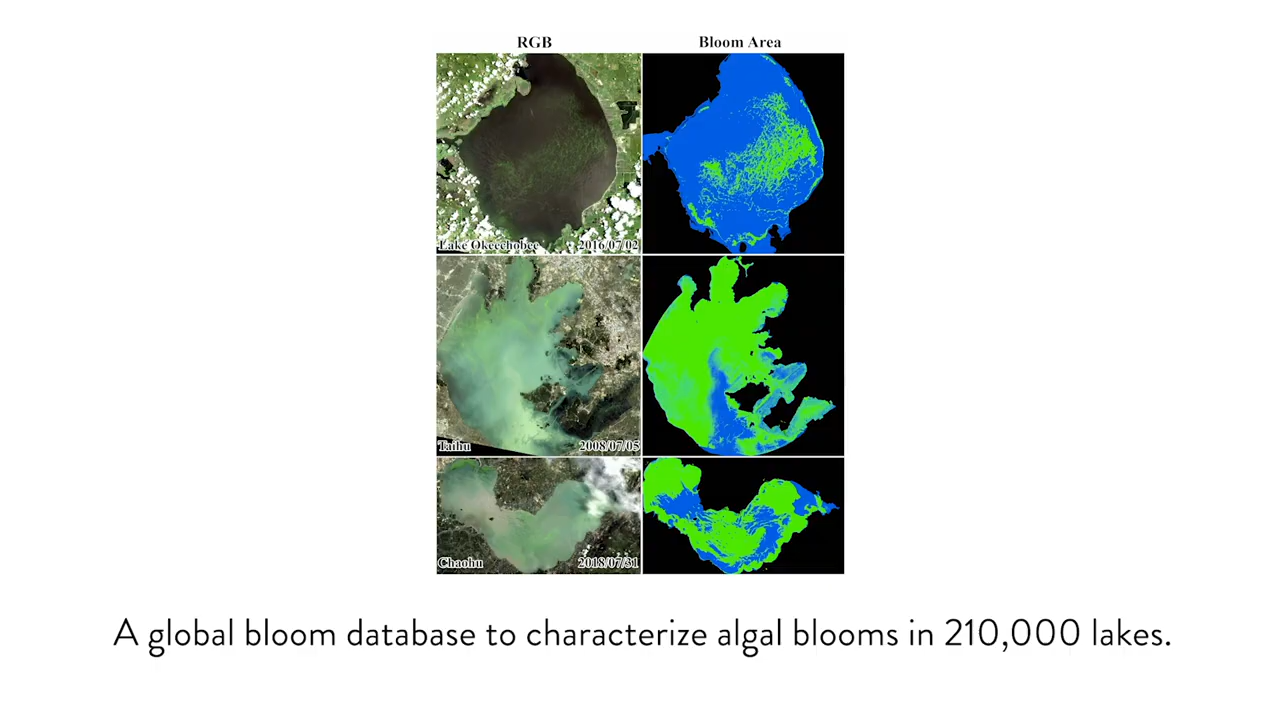 RGB Bloom Area
Lake Okeechobee 2016/07/02
Taihu 2008/07/05
Chaohu 2018/07/31
A global bloom database to characterize algal blooms in 210,000 lakes.